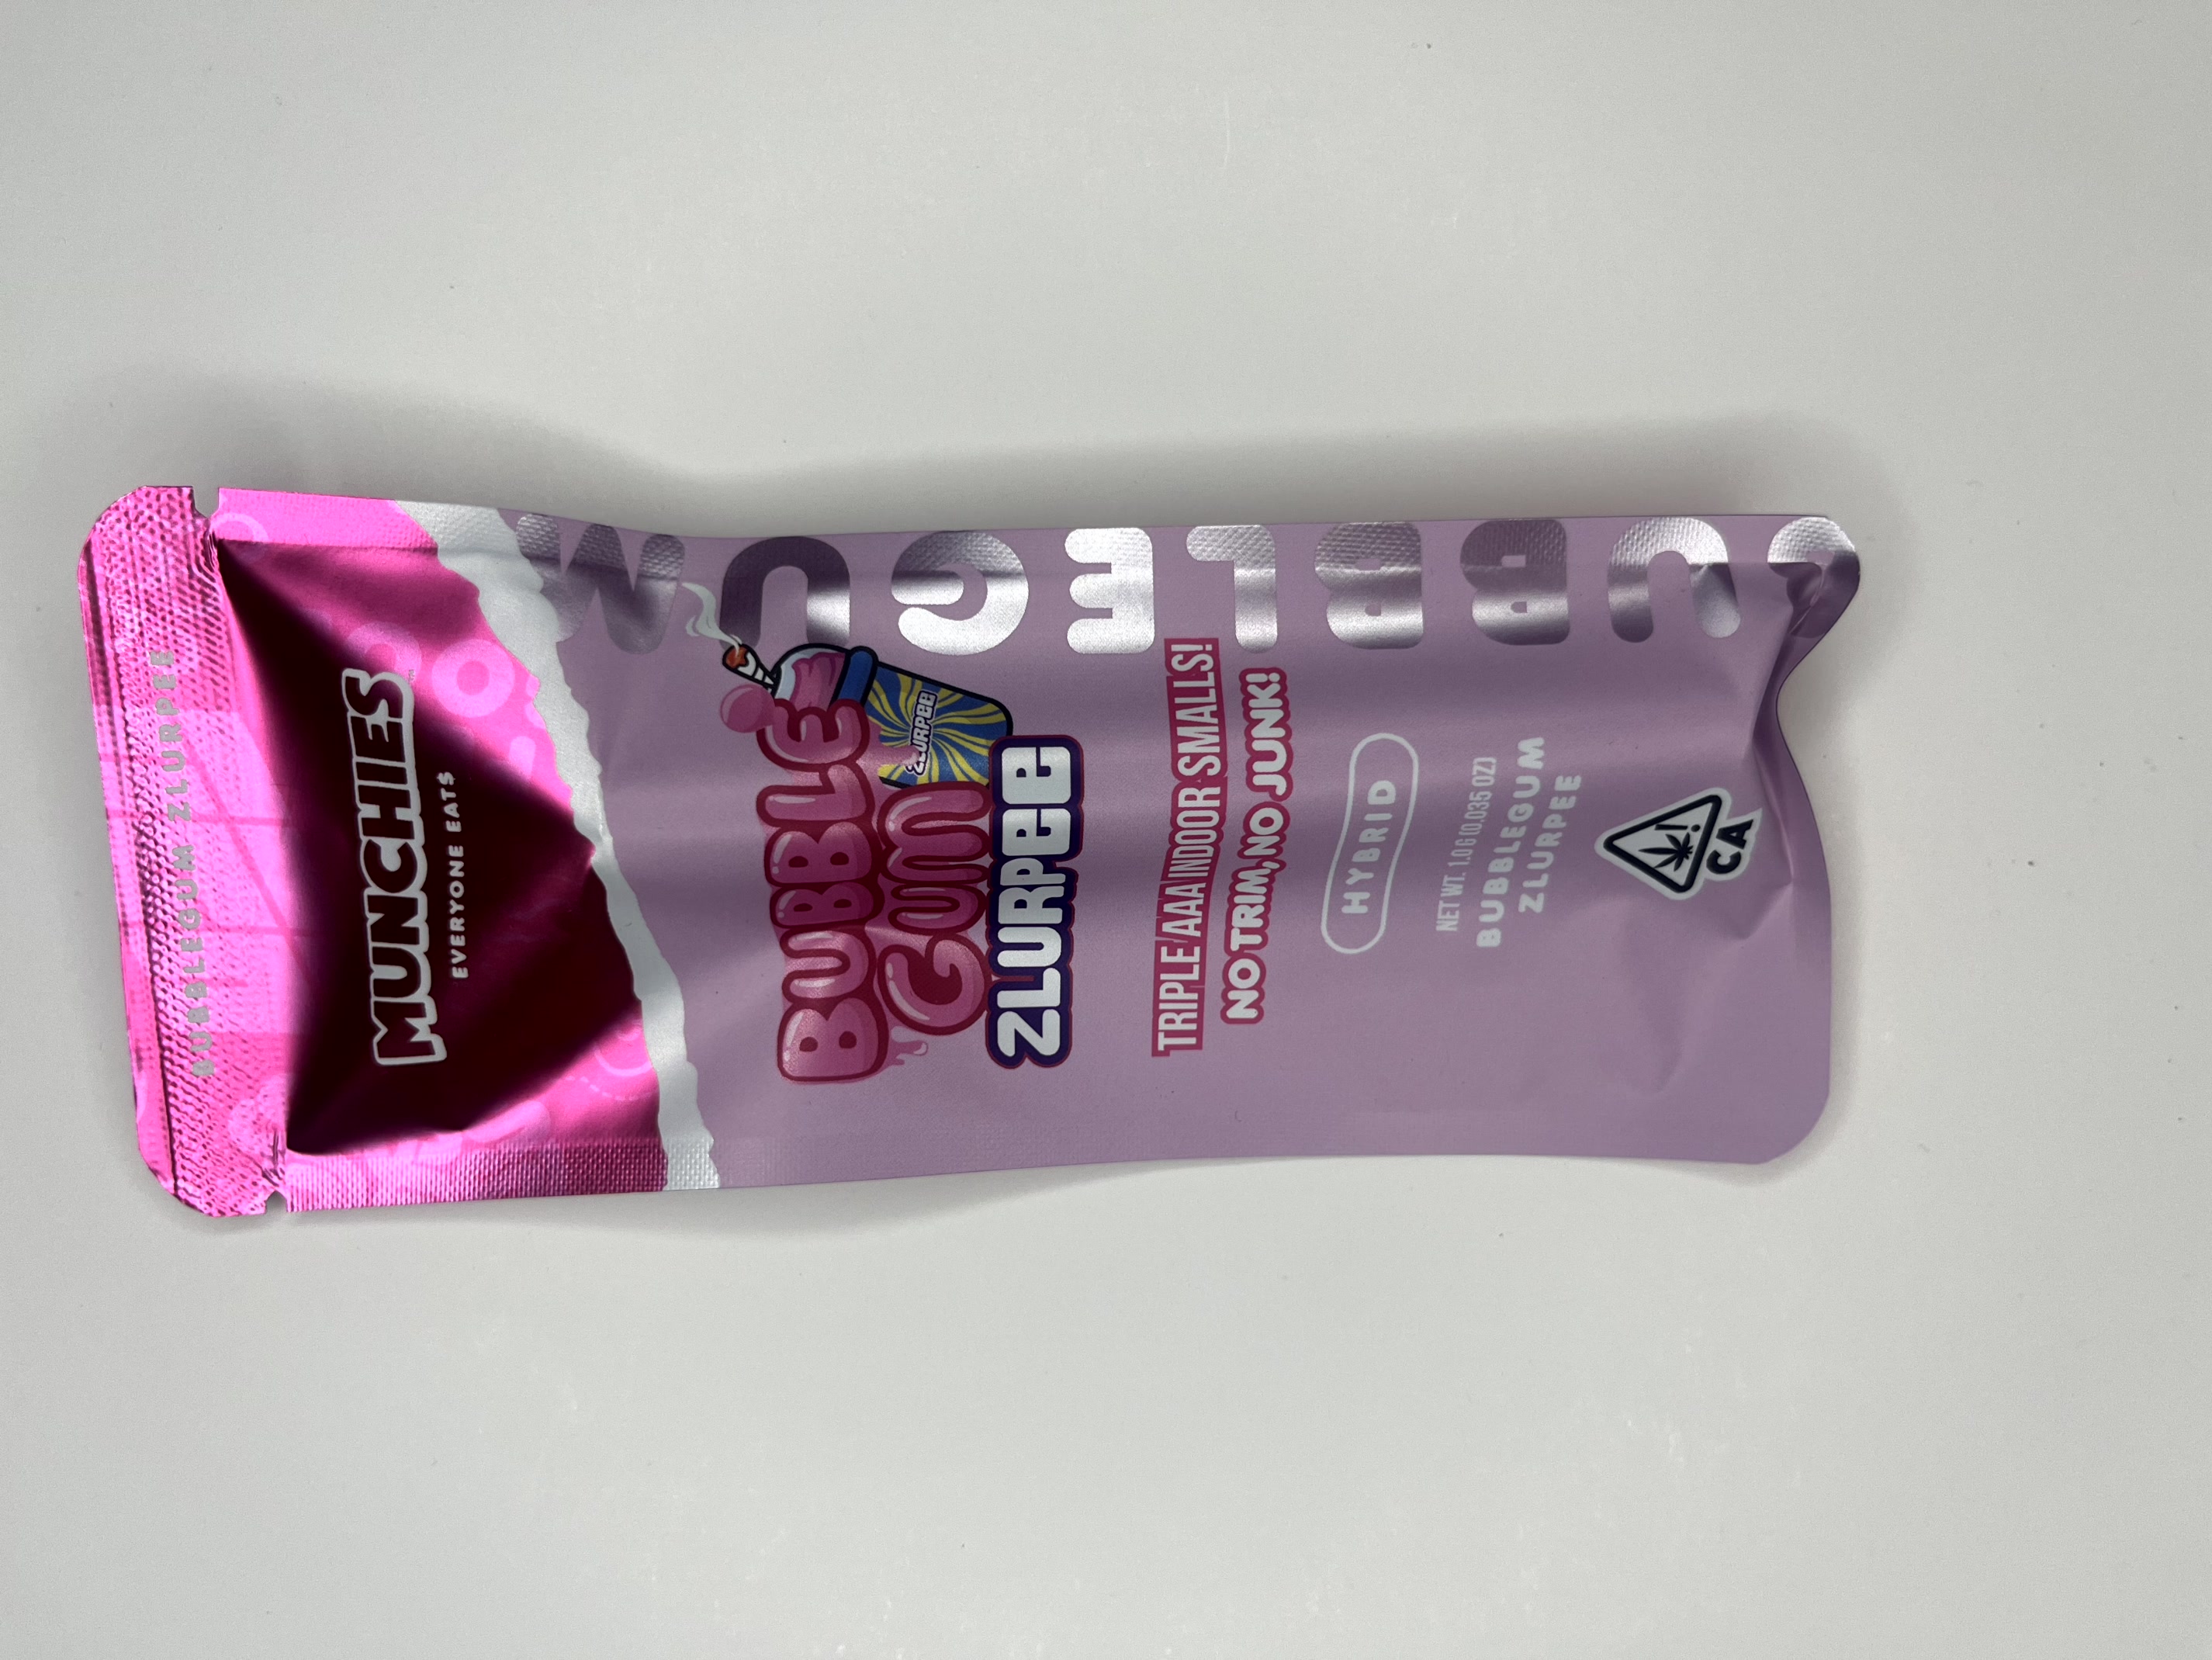 BUBBLEGUM ZLURPEE
MUNCHIES
EVERYONE EAT$
BUBBLE
GUM
ZLURPEE
ZLURPEE
TRIPLE AAA INDOOR SMALLS!
NO TRIM, NO JUNK!
HYBRID
NET WT. 1.0 G (0.035 OZ)
BUBBLEGUM
ZLURPEE
CA
BUBBLEGUM